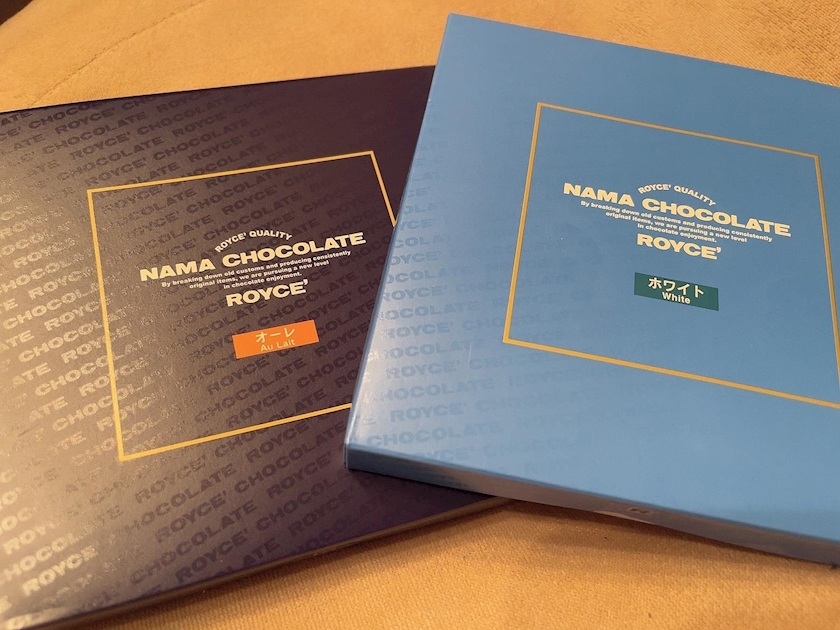 ROYCE' QUALITY
NAMA CHOCOLATE
By breaking down old customs and producing consistently
original items, we are pursuing a new level
in chocolate enjoyment.
ROYCE'
オーレ
Au Lait
ROYCE' QUALITY
NAMA CHOCOLATE
By breaking down old customs and producing consistently
original items, we are pursuing a new level
in chocolate enjoyment.
ROYCE'
ホワイト
White